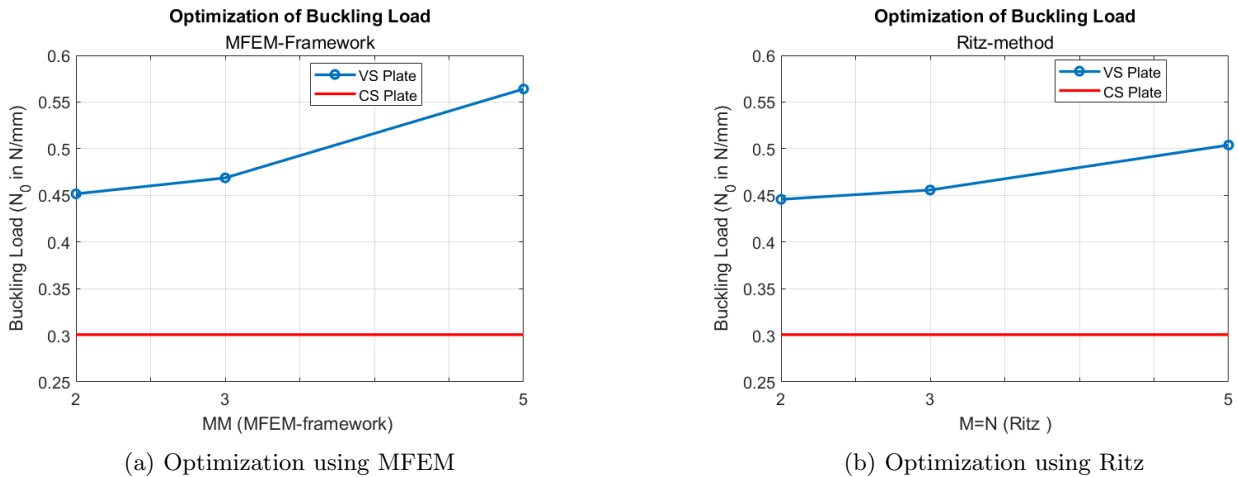 Optimization of Buckling Load
MFEM-Framework
VS Plate
CS Plate
0.6
0.55
0.5
0.45
0.4
0.35
0.3
0.25
Buckling Load (N0 in N/mm)
2
3
5
MM (MFEM-framework)
(a) Optimization using MFEM
Optimization of Buckling Load
Ritz-method
VS Plate
CS Plate
0.6
0.55
0.5
0.45
0.4
0.35
0.3
0.25
Buckling Load (N0 in N/mm)
2
3
5
M=N (Ritz )
(b) Optimization using Ritz